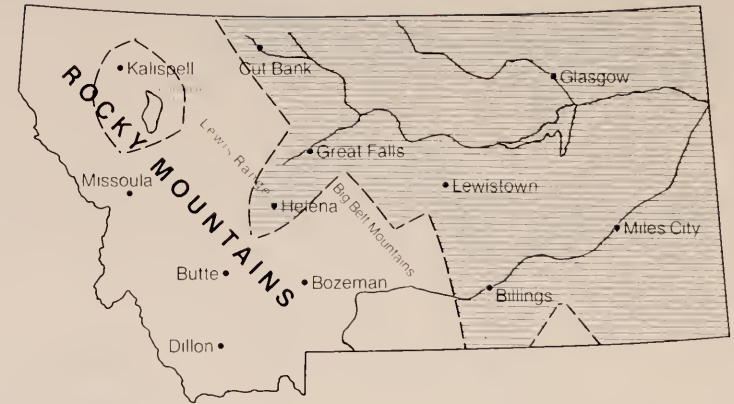 Kalispell
Cut Bank
Glasgow
ROCKY MOUNTAINS
Lewis Range
Great Falls
Missoula
Lewistown
Helena
Big Belt Mountains
Miles City
Butte
Bozeman
Billings
Dillon